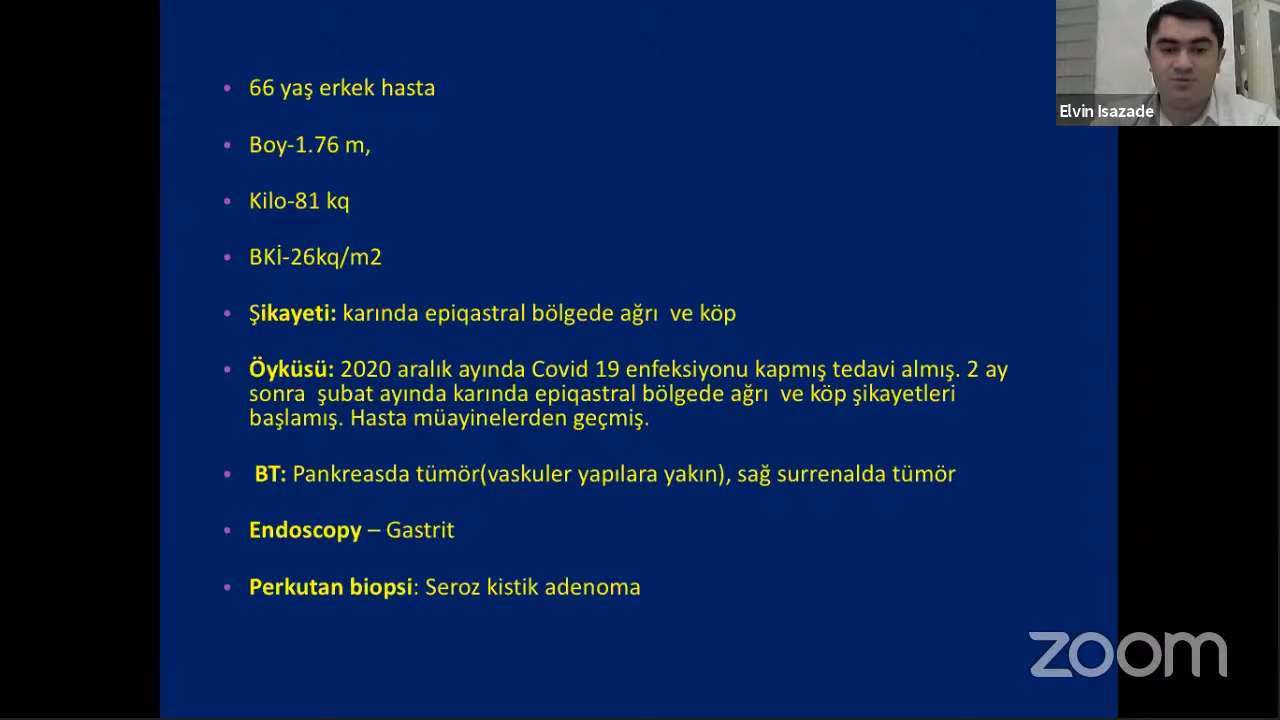 66 yaş erkek hasta
Boy-1.76 m,
Kilo-81 kq
BKİ-26kq/m2
Şikayeti: karında epiqastral bölgede ağrı ve köp
Öyküsü: 2020 aralık ayında Covid 19 enfeksiyonu kapmış tedavi almış. 2 ay
sonra şubat ayında karında epiqastral bölgede ağrı ve köp şikayetleri
başlamış. Hasta müayinelerden geçmiş.
BT: Pankreasda tümör(vaskuler yapılara yakın), sağ surrenalda tümör
Endoscopy – Gastrit
Perkutan biopsi: Seroz kistik adenoma
Elvin Isazade
zoom